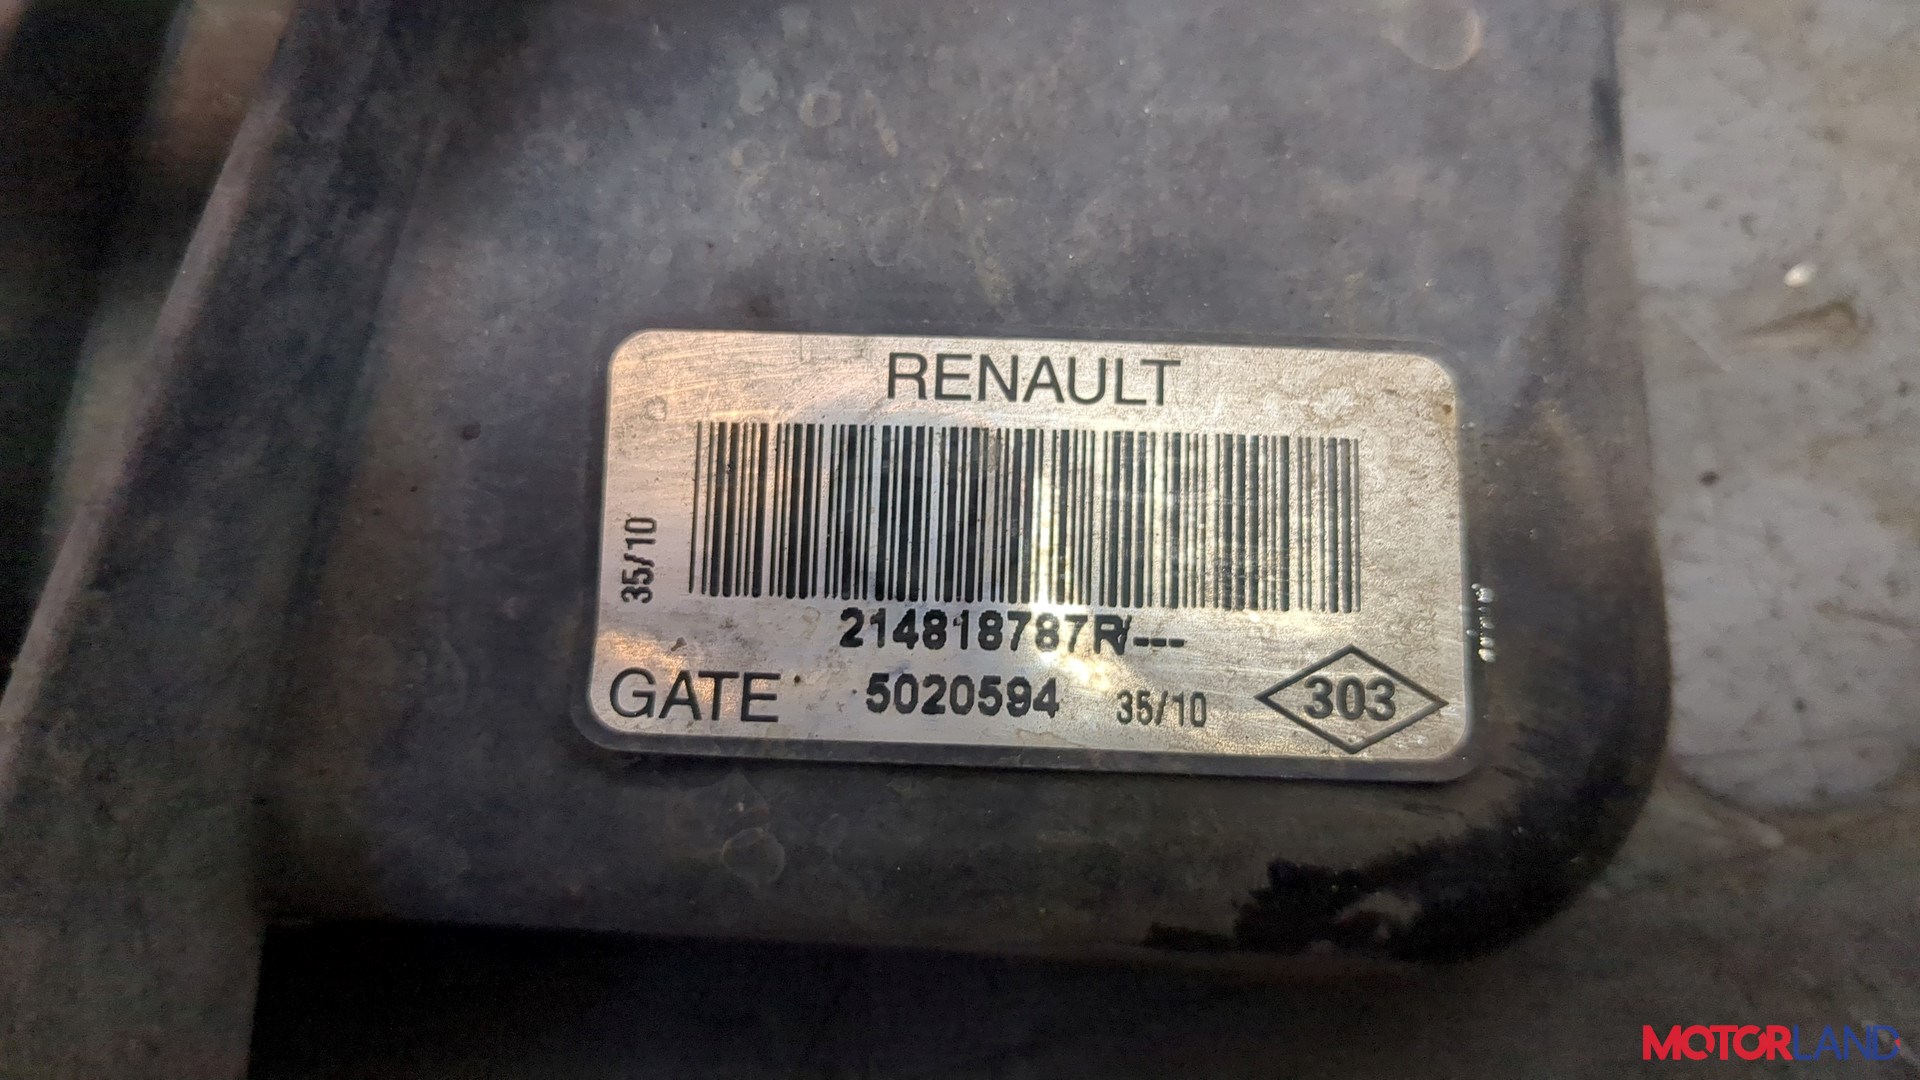 RENAULT
35/10
214818787R/---
GATE 5020594 35/10 303
MOTORLAND